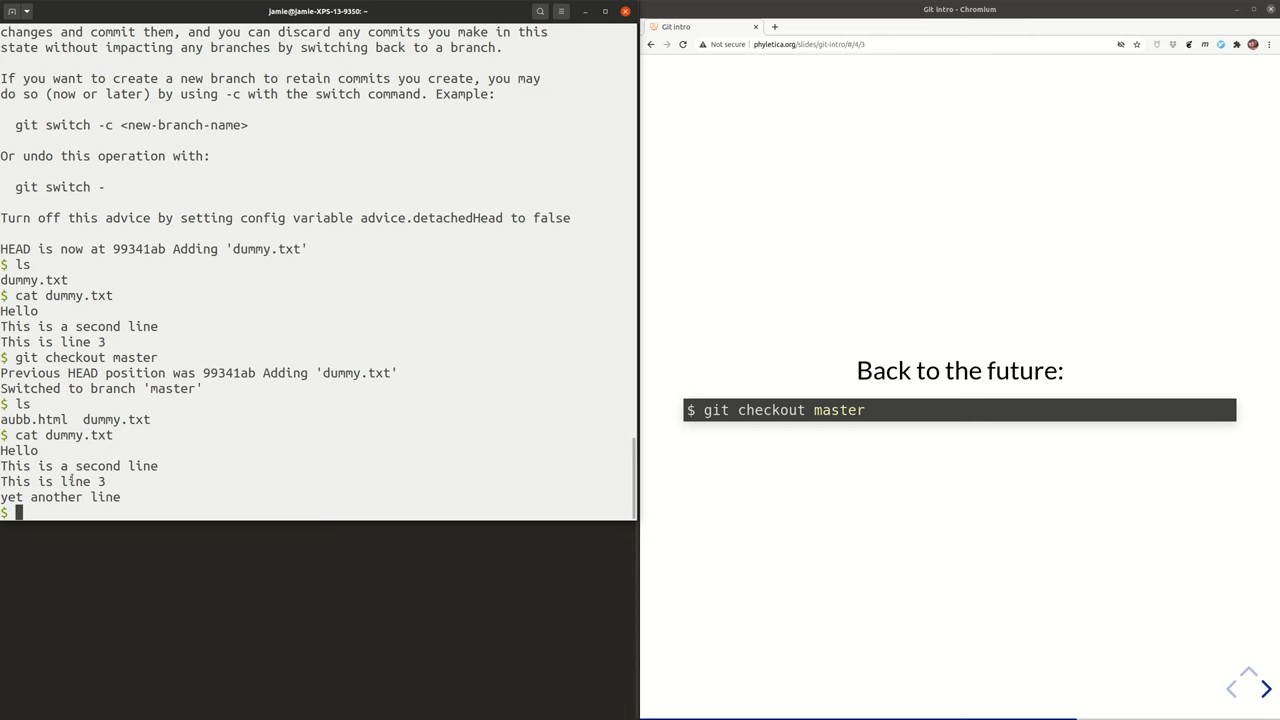 jamie@jamie-XPS-13-9350: ~
changes and commit them, and you can discard any commits you make in this
state without impacting any branches by switching back to a branch.
If you want to create a new branch to retain commits you create, you may
do so (now or later) by using -c with the switch command. Example:
git switch -c <new-branch-name>
Or undo this operation with:
git switch -
Turn off this advice by setting config variable advice.detachedHead to false
HEAD is now at 99341ab Adding 'dummy.txt'
$ ls
dummy.txt
$ cat dummy.txt
Hello
This is a second line
This is line 3
$ git checkout master
Previous HEAD position was 99341ab Adding 'dummy.txt'
Switched to branch 'master'
$ ls
aubb.html  dummy.txt
$ cat dummy.txt
Hello
This is a second line
This is line 3
yet another line
$
Git intro - Chromium
Git intro
Not secure | phyletica.org/slides/git-intro/#/4/3
Back to the future:
$ git checkout master